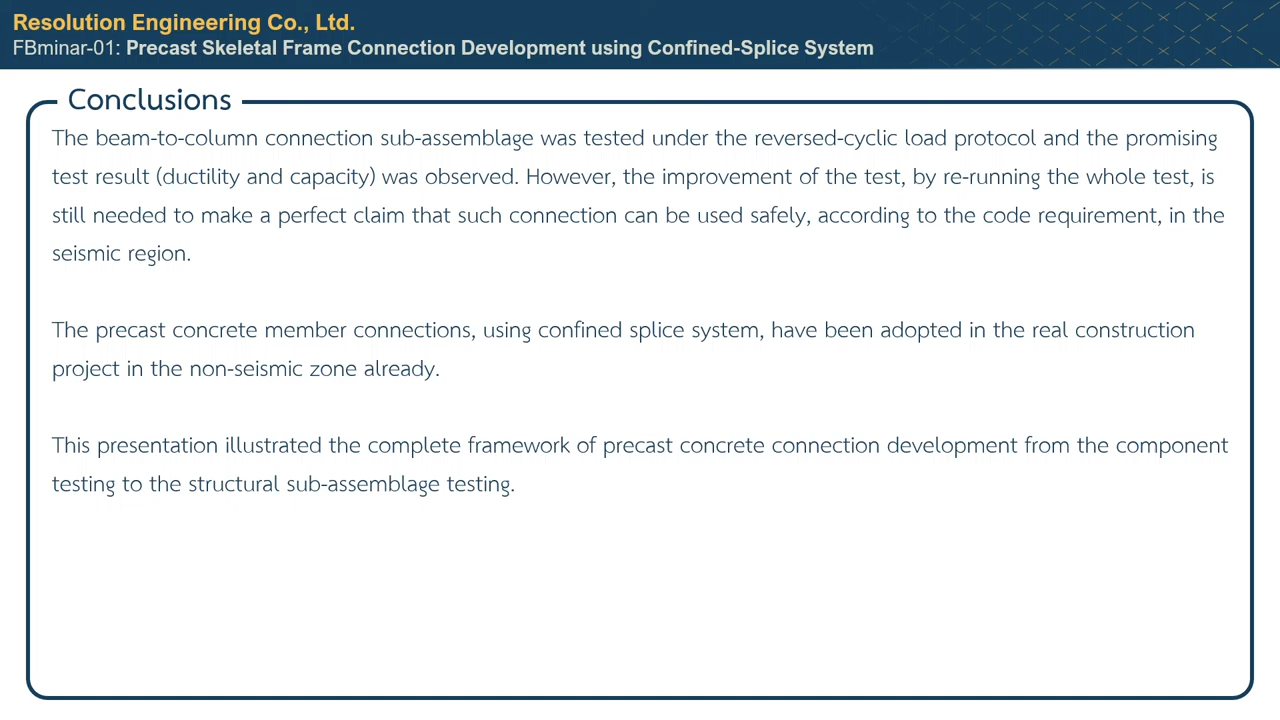 Resolution Engineering Co., Ltd.
FBminar-01: Precast Skeletal Frame Connection Development using Confined-Splice System
Conclusions
The beam-to-column connection sub-assemblage was tested under the reversed-cyclic load protocol and the promising
test result (ductility and capacity) was observed. However, the improvement of the test, by re-running the whole test, is
still needed to make a perfect claim that such connection can be used safely, according to the code requirement, in the
seismic region.
The precast concrete member connections, using confined splice system, have been adopted in the real construction
project in the non-seismic zone already.
This presentation illustrated the complete framework of precast concrete connection development from the component
testing to the structural sub-assemblage testing.